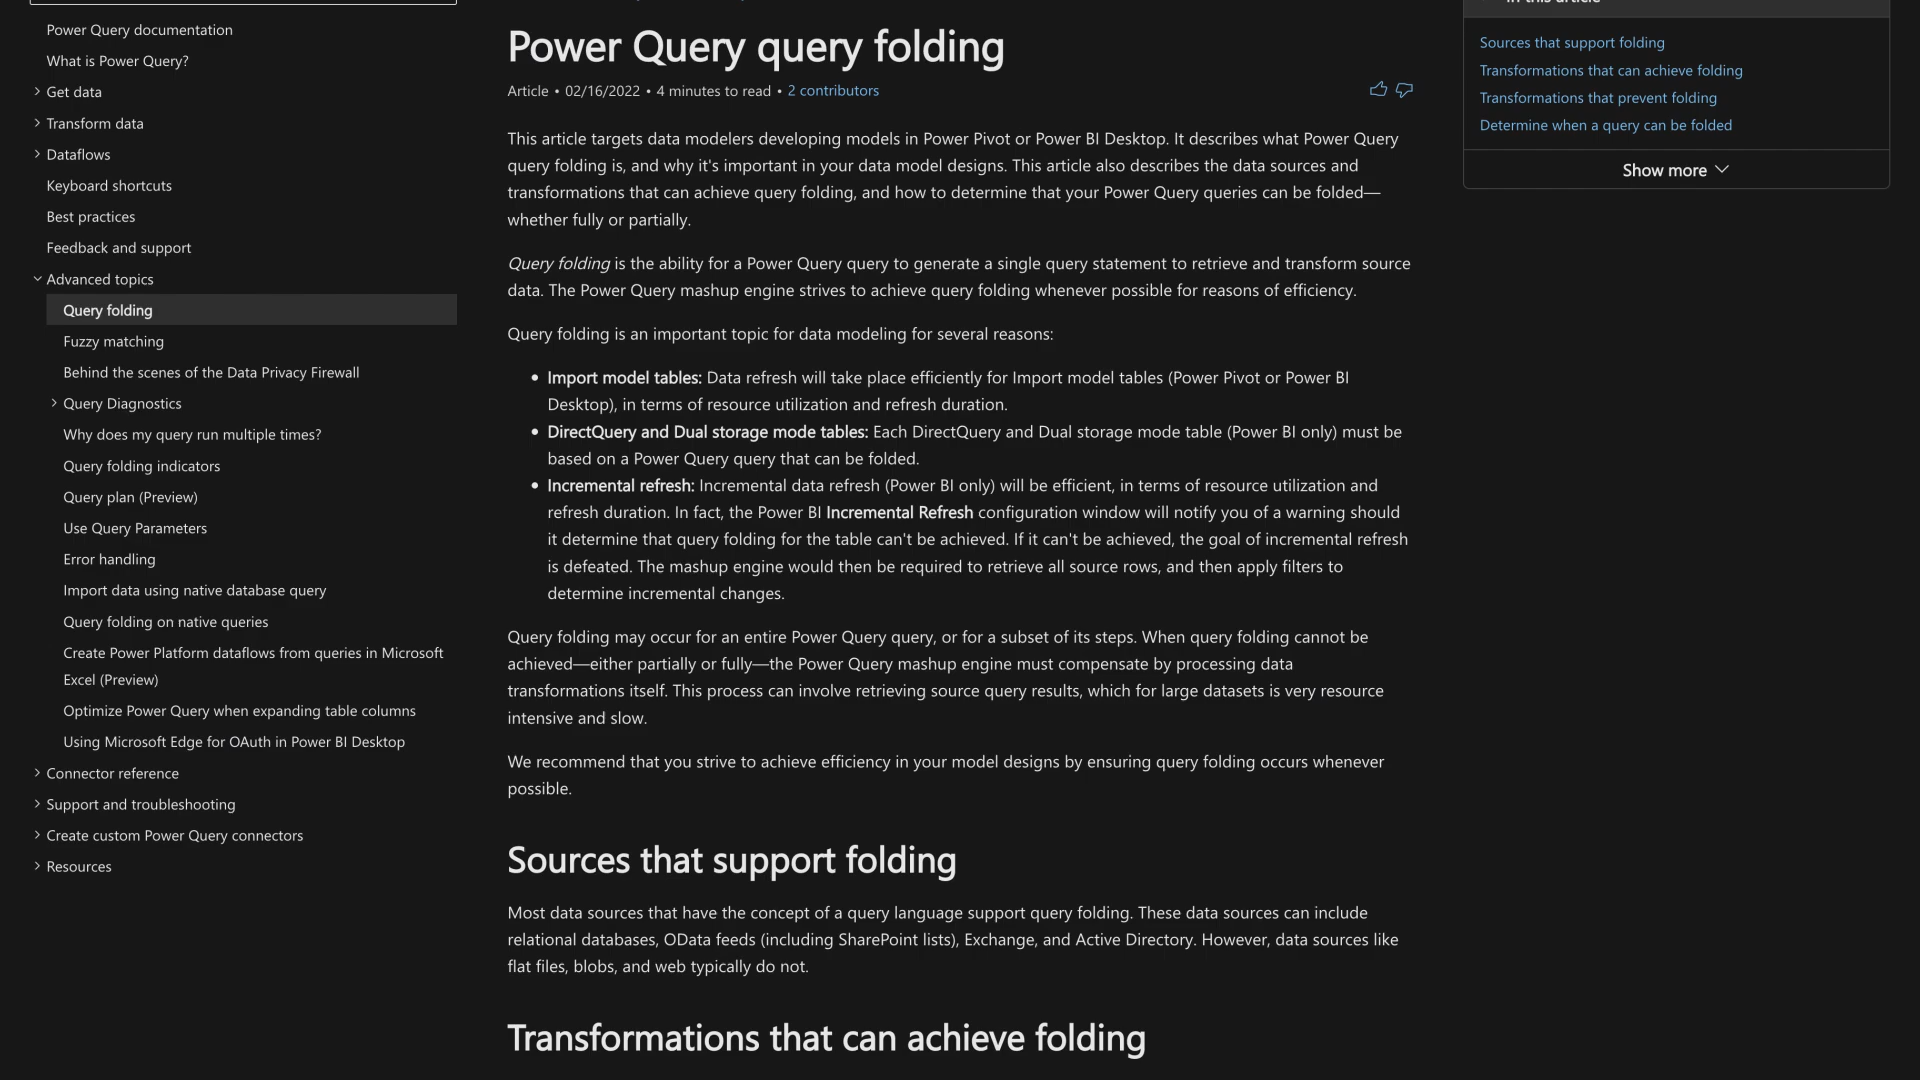 Power Query documentation
What is Power Query?
Get data
Transform data
Dataflows
Keyboard shortcuts
Best practices
Feedback and support
Advanced topics
Query folding
Fuzzy matching
Behind the scenes of the Data Privacy Firewall
Query Diagnostics
Why does my query run multiple times?
Query folding indicators
Query plan (Preview)
Use Query Parameters
Error handling
Import data using native database query
Query folding on native queries
Create Power Platform dataflows from queries in Microsoft
Excel (Preview)
Optimize Power Query when expanding table columns
Using Microsoft Edge for OAuth in Power BI Desktop
Connector reference
Support and troubleshooting
Create custom Power Query connectors
Resources
Power Query query folding
Article • 02/16/2022 • 4 minutes to read • 2 contributors
This article targets data modelers developing models in Power Pivot or Power BI Desktop. It describes what Power Query
query folding is, and why it's important in your data model designs. This article also describes the data sources and
transformations that can achieve query folding, and how to determine that your Power Query queries can be folded—
whether fully or partially.
Query folding is the ability for a Power Query query to generate a single query statement to retrieve and transform source
data. The Power Query mashup engine strives to achieve query folding whenever possible for reasons of efficiency.
Query folding is an important topic for data modeling for several reasons:
• Import model tables: Data refresh will take place efficiently for Import model tables (Power Pivot or Power BI
Desktop), in terms of resource utilization and refresh duration.
• DirectQuery and Dual storage mode tables: Each DirectQuery and Dual storage mode table (Power BI only) must be
based on a Power Query query that can be folded.
• Incremental refresh: Incremental data refresh (Power BI only) will be efficient, in terms of resource utilization and
refresh duration. In fact, the Power BI Incremental Refresh configuration window will notify you of a warning should
it determine that query folding for the table can't be achieved. If it can't be achieved, the goal of incremental refresh
is defeated. The mashup engine would then be required to retrieve all source rows, and then apply filters to
determine incremental changes.
Query folding may occur for an entire Power Query query, or for a subset of its steps. When query folding cannot be
achieved—either partially or fully—the Power Query mashup engine must compensate by processing data
transformations itself. This process can involve retrieving source query results, which for large datasets is very resource
intensive and slow.
We recommend that you strive to achieve efficiency in your model designs by ensuring query folding occurs whenever
possible.
Sources that support folding
Most data sources that have the concept of a query language support query folding. These data sources can include
relational databases, OData feeds (including SharePoint lists), Exchange, and Active Directory. However, data sources like
flat files, blobs, and web typically do not.
Transformations that can achieve folding
In this article
Sources that support folding
Transformations that can achieve folding
Transformations that prevent folding
Determine when a query can be folded
Show more